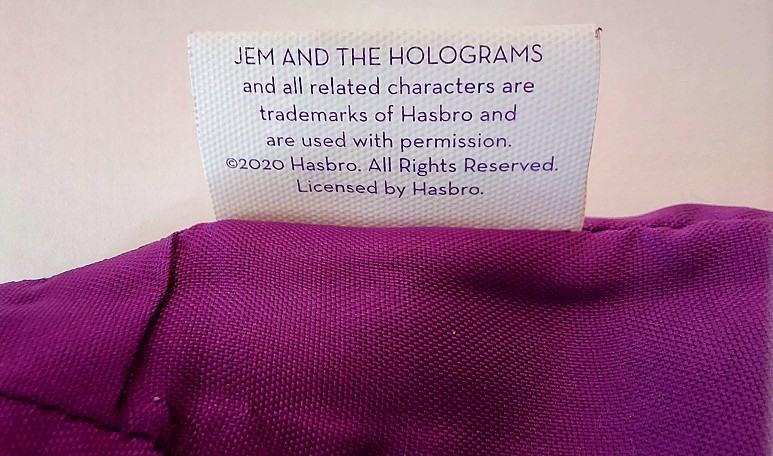 JEM AND THE HOLOGRAMS
and all related characters are
trademarks of Hasbro and
are used with permission.
©2020 Hasbro. All Rights Reserved.
Licensed by Hasbro.